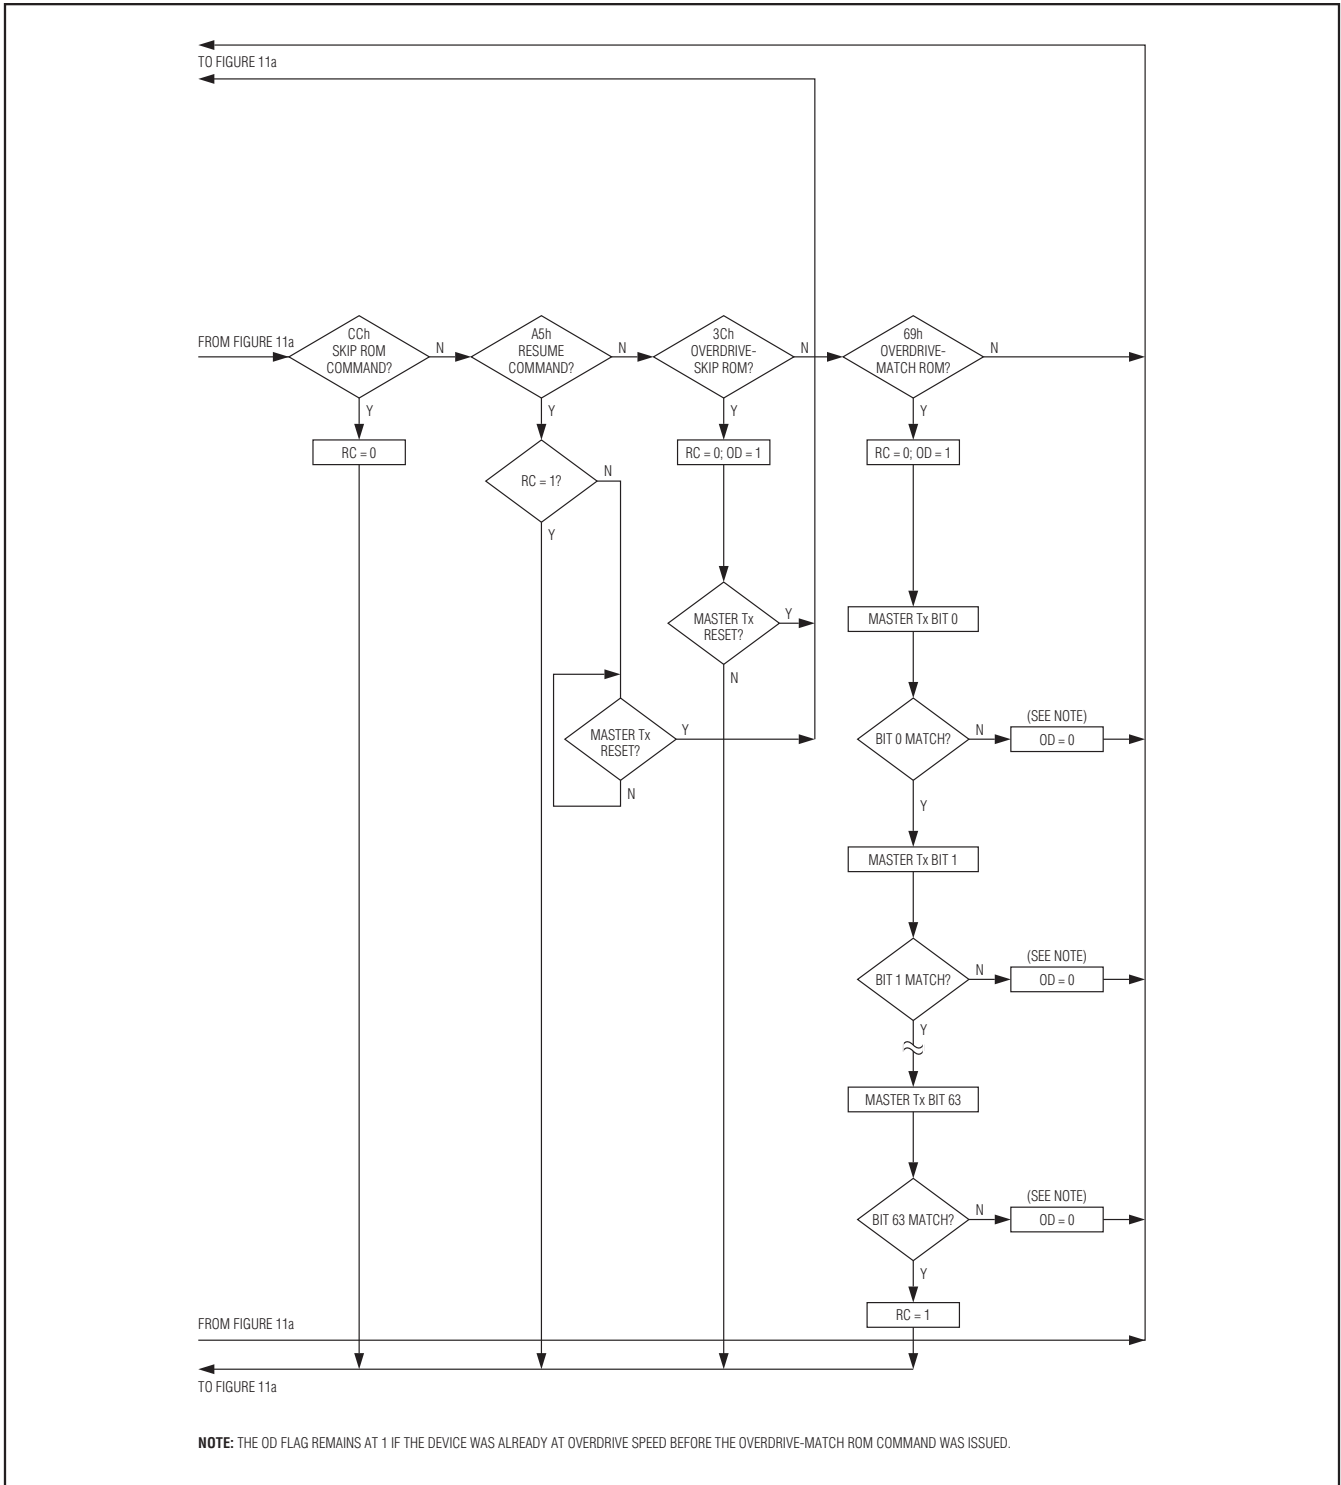 TO FIGURE 11a
FROM FIGURE 11a
CCh
SKIP ROM
COMMAND?
N
Y
RC = 0
A5h
RESUME
COMMAND?
N
Y
RC = 1?
N
Y
MASTER Tx
RESET?
Y
N
3Ch
OVERDRIVE-
SKIP ROM?
N
Y
RC = 0; OD = 1
MASTER Tx
RESET?
Y
N
69h
OVERDRIVE-
MATCH ROM?
N
Y
RC = 0; OD = 1
MASTER Tx BIT 0
BIT 0 MATCH?
N
(SEE NOTE)
OD = 0
Y
MASTER Tx BIT 1
BIT 1 MATCH?
N
(SEE NOTE)
OD = 0
Y
MASTER Tx BIT 63
BIT 63 MATCH?
N
(SEE NOTE)
OD = 0
Y
RC = 1
FROM FIGURE 11a
TO FIGURE 11a
NOTE: THE OD FLAG REMAINS AT 1 IF THE DEVICE WAS ALREADY AT OVERDRIVE SPEED BEFORE THE OVERDRIVE-MATCH ROM COMMAND WAS ISSUED.